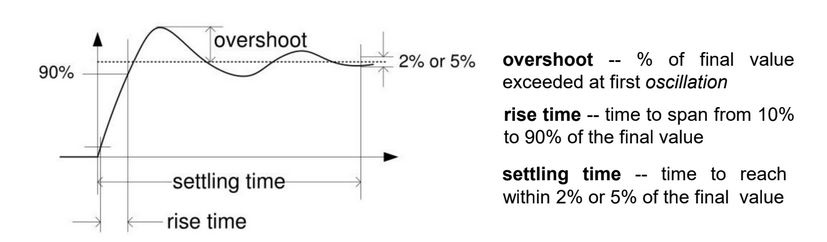 overshoot
90%
2% or 5%
settling time
rise time
overshoot -- % of final value
exceeded at first oscillation
rise time -- time to span from 10%
to 90% of the final value
settling time -- time to reach
within 2% or 5% of the final value